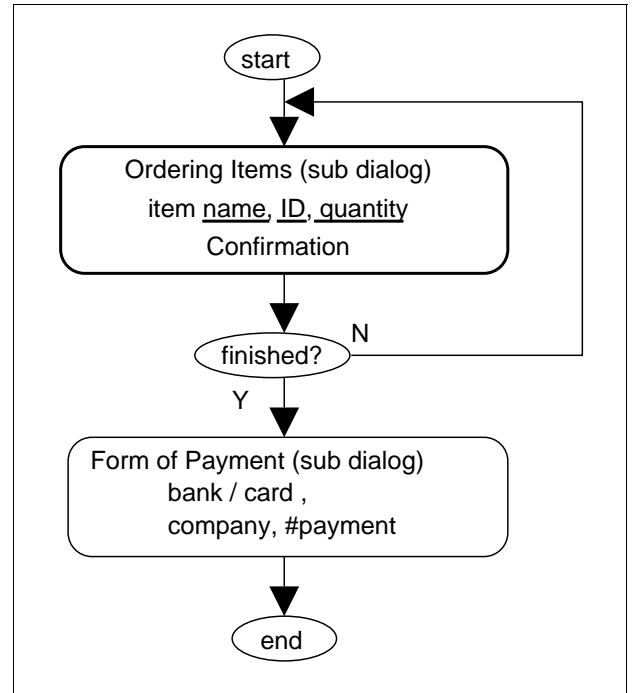 start
Ordering Items (sub dialog)
item name, ID, quantity
Confirmation
finished?
N
Y
Form of Payment (sub dialog)
bank / card ,
company, #payment
end